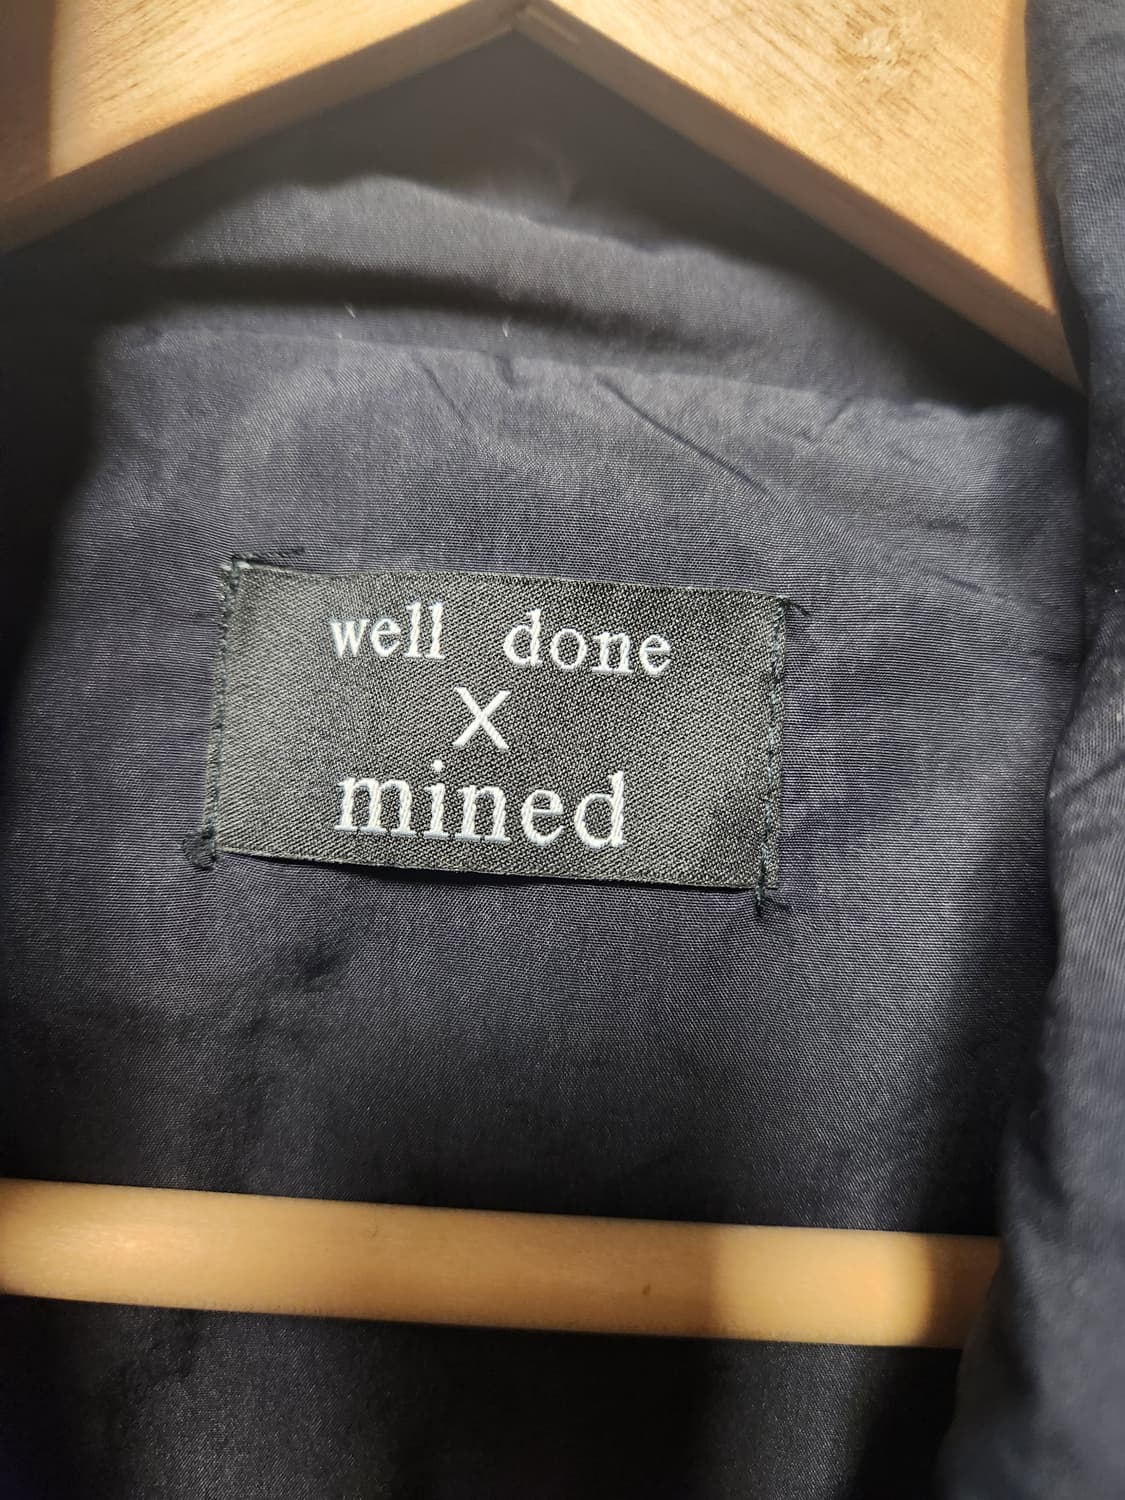 well done
X
mined